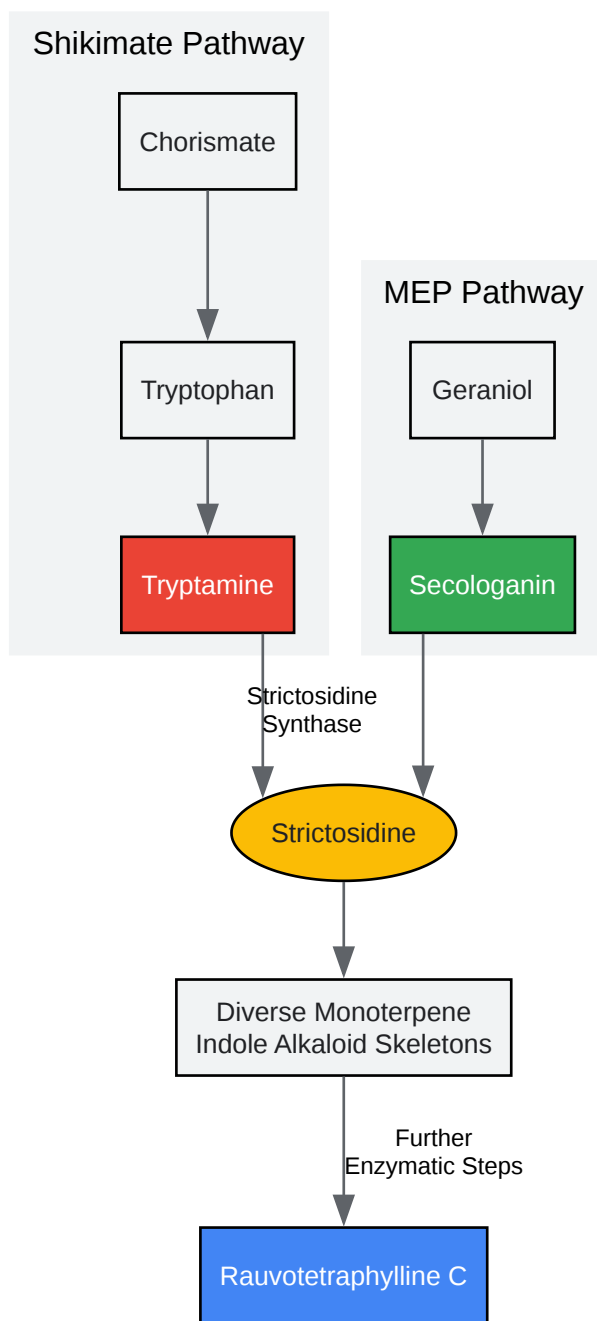 Shikimate Pathway
Chorismate
MEP Pathway
Tryptophan
Geraniol
Tryptamine
Secologanin
Strictosidine
Synthase
Strictosidine
Diverse Monoterpene
Indole Alkaloid Skeletons
Further
Enzymatic Steps
Rauvotetraphylline C